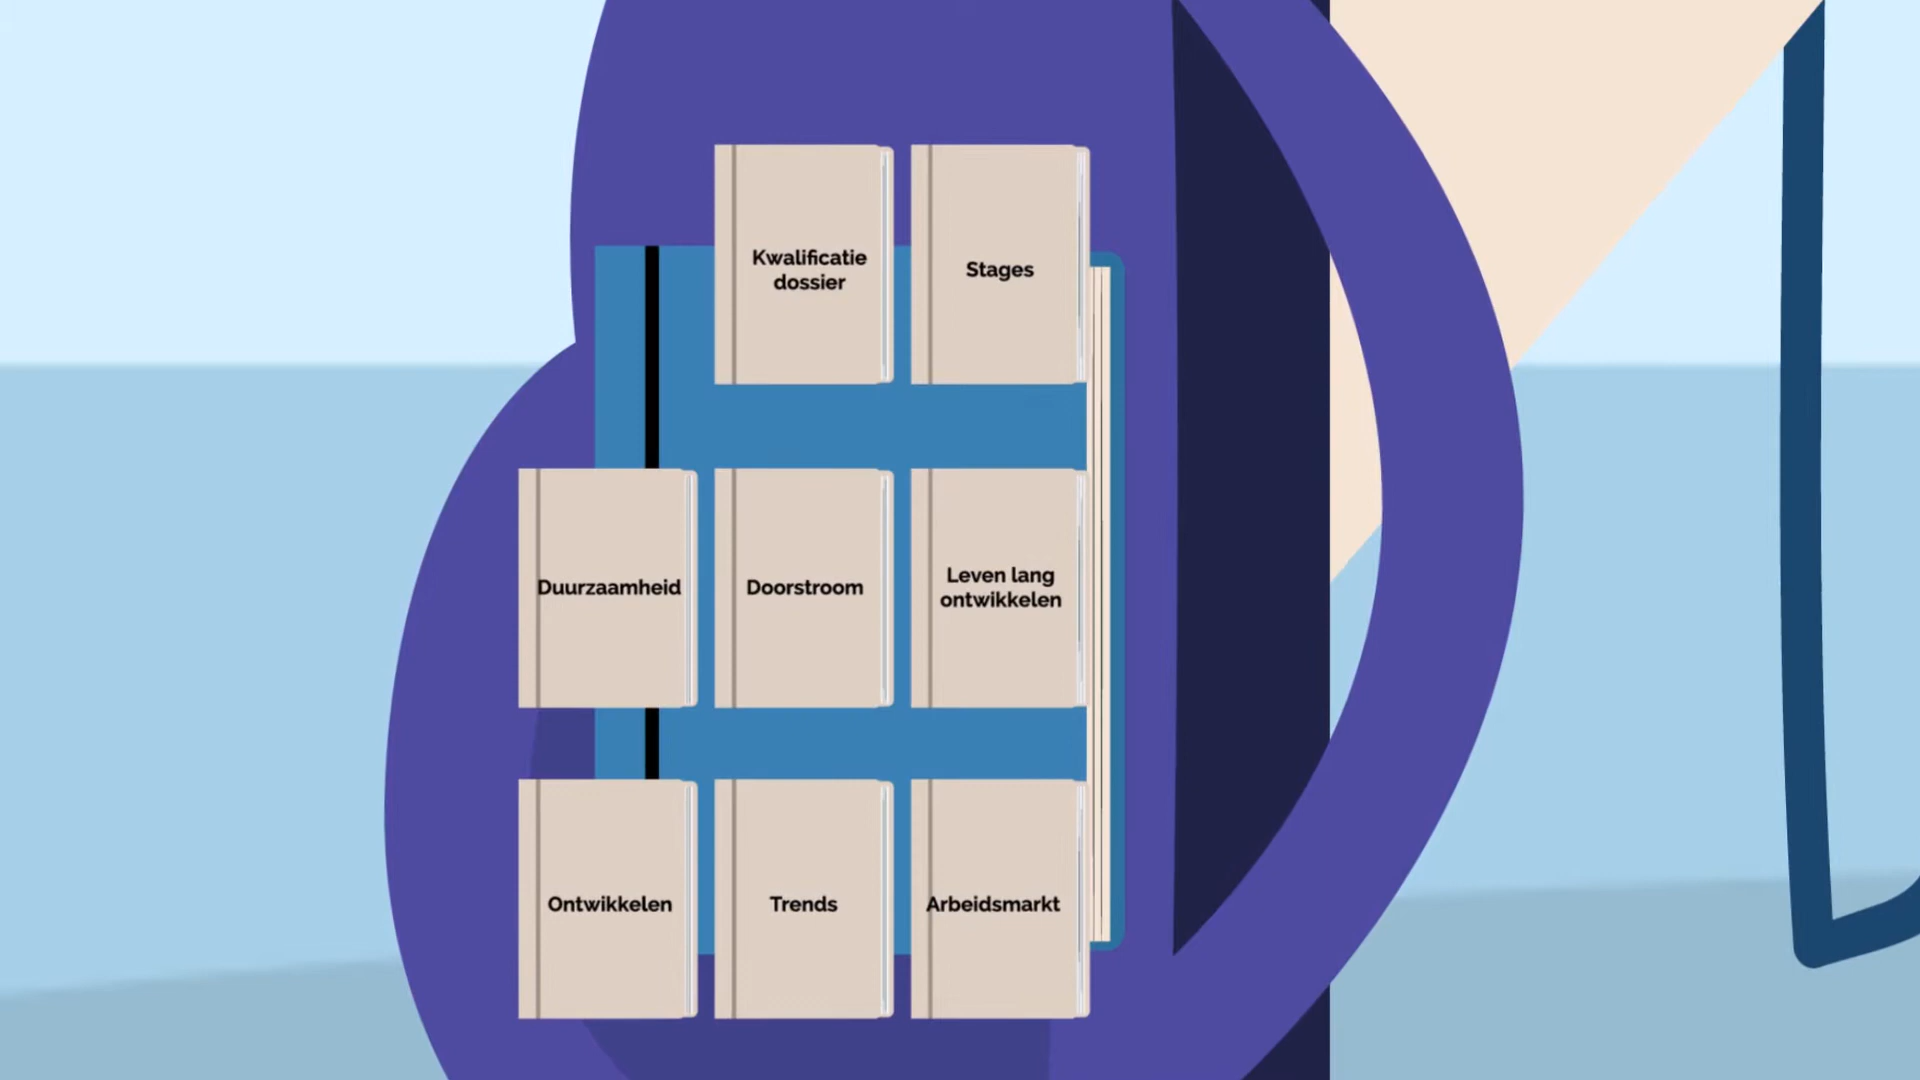 Kwalificatie
dossier
Stages
Duurzaamheid
Doorstroom
Leven lang
ontwikkelen
Ontwikkelen
Trends
Arbeidsmarkt